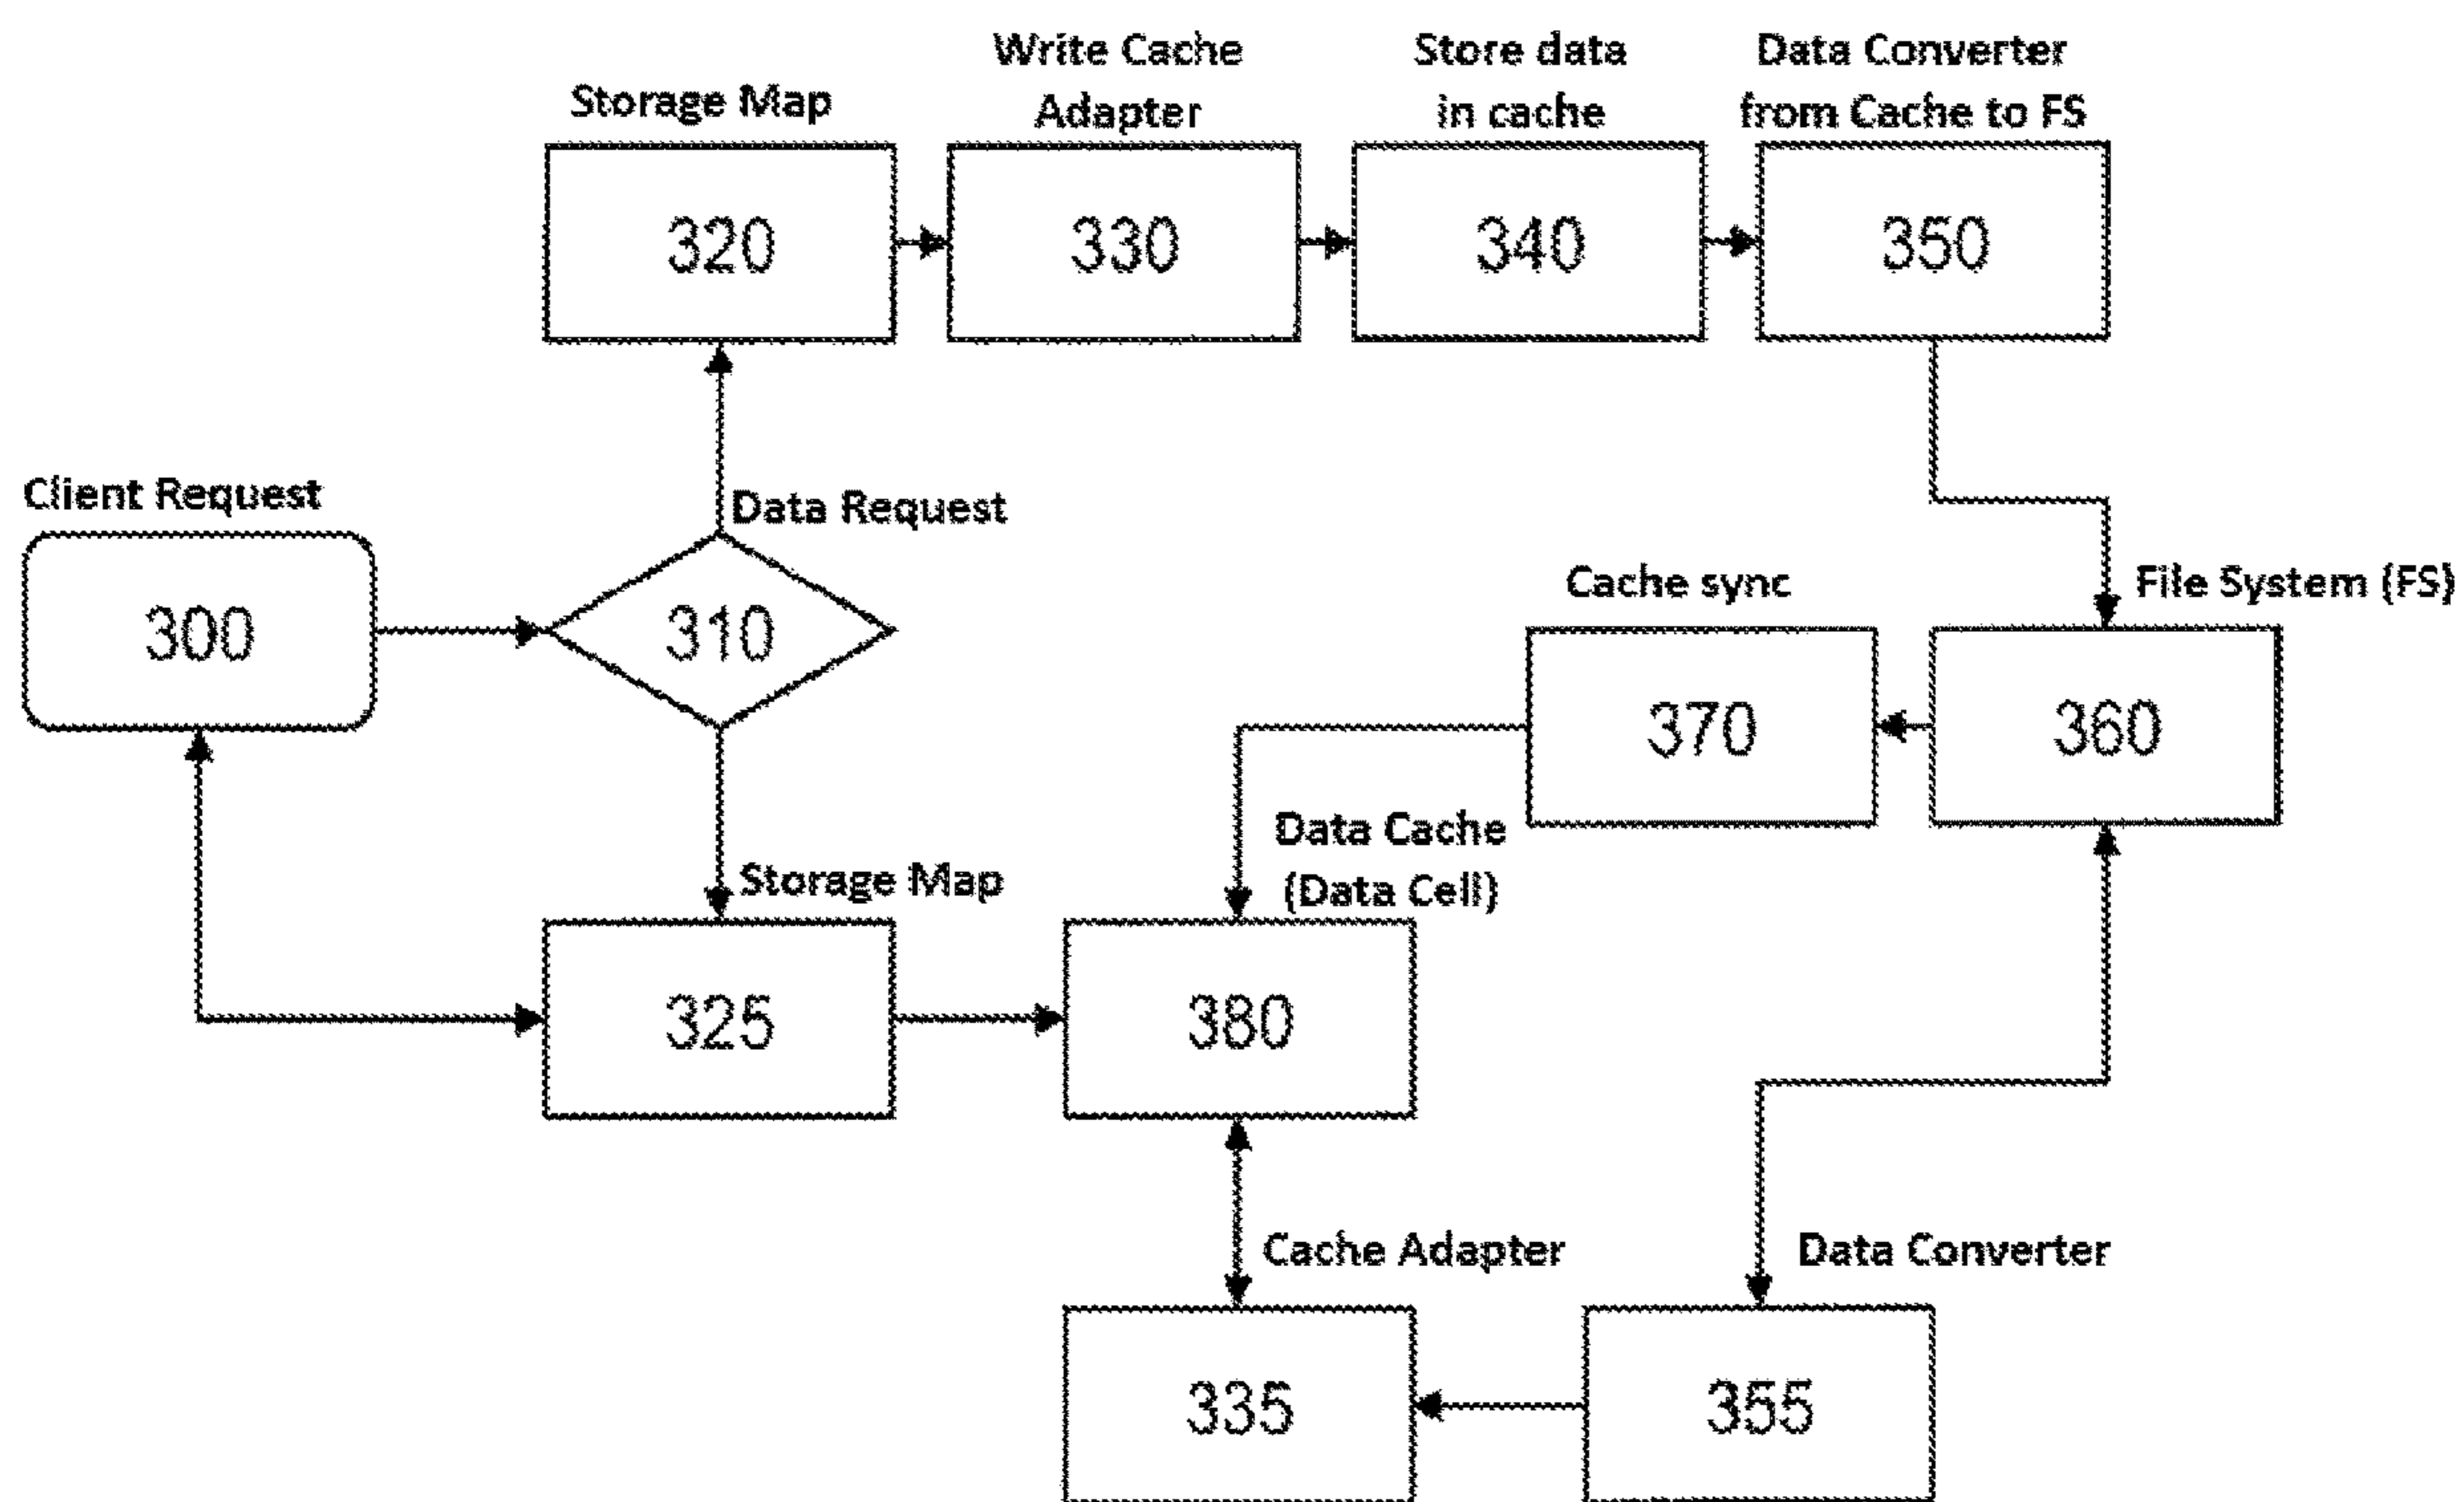 Write Cache
Adapter
Store data
in cache
Data Converter
from Cache to FS
Storage Map
320
330
340
350
Client Request
Data Request
300
310
Cache sync
File System (FS)
370
360
Data Cache
(Data Cell)
Storage Map
325
380
Cache Adapter
Data Converter
335
355